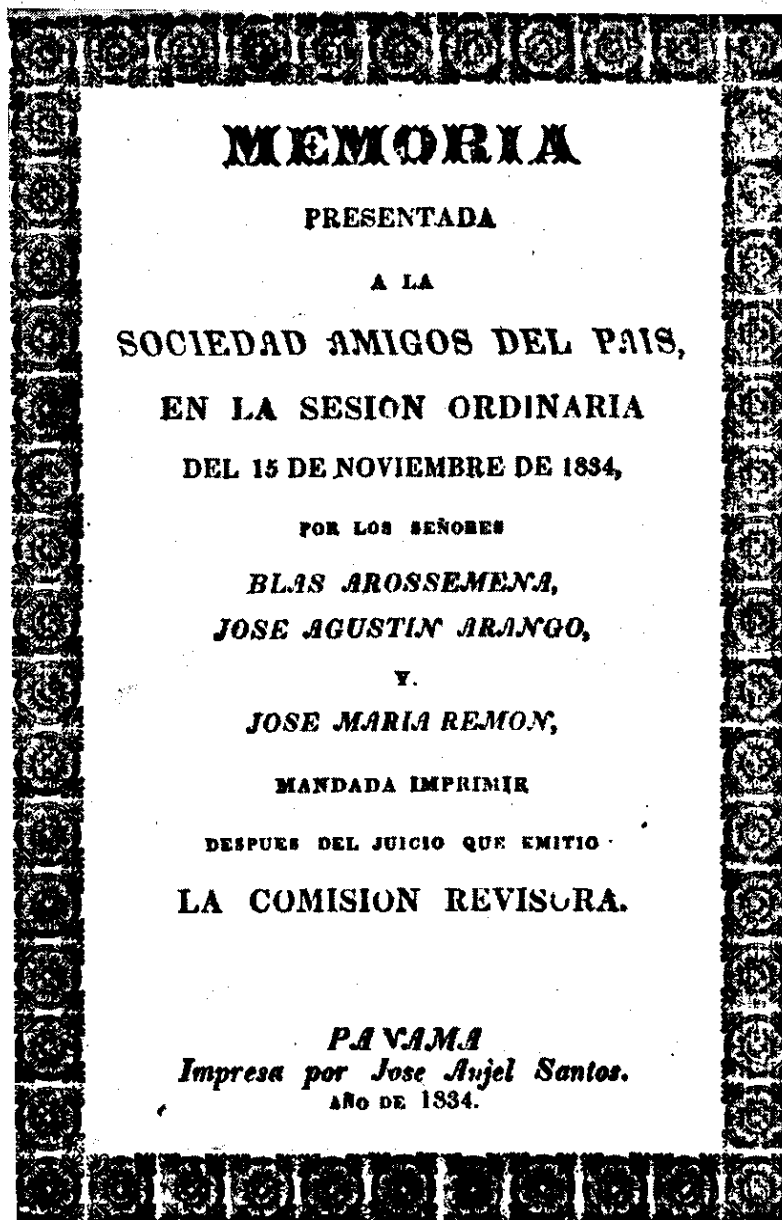 MEMORIA
PRESENTADA
A LA
SOCIEDAD AMIGOS DEL PAIS,
EN LA SESION ORDINARIA
DEL 15 DE NOVIEMBRE DE 1834,
POR LOS SEÑORES
BLAS AROSSEMENA,
JOSE AGUSTIN ARANGO,
Y.
JOSE MARIA REMON,
MANDADA IMPRIMIR
DESPUES DEL JUICIO QUE EMITIO
LA COMISION REVISORA.
PANAMA
Impresa por Jose Anjel Santos.
AÑO DE 1834.